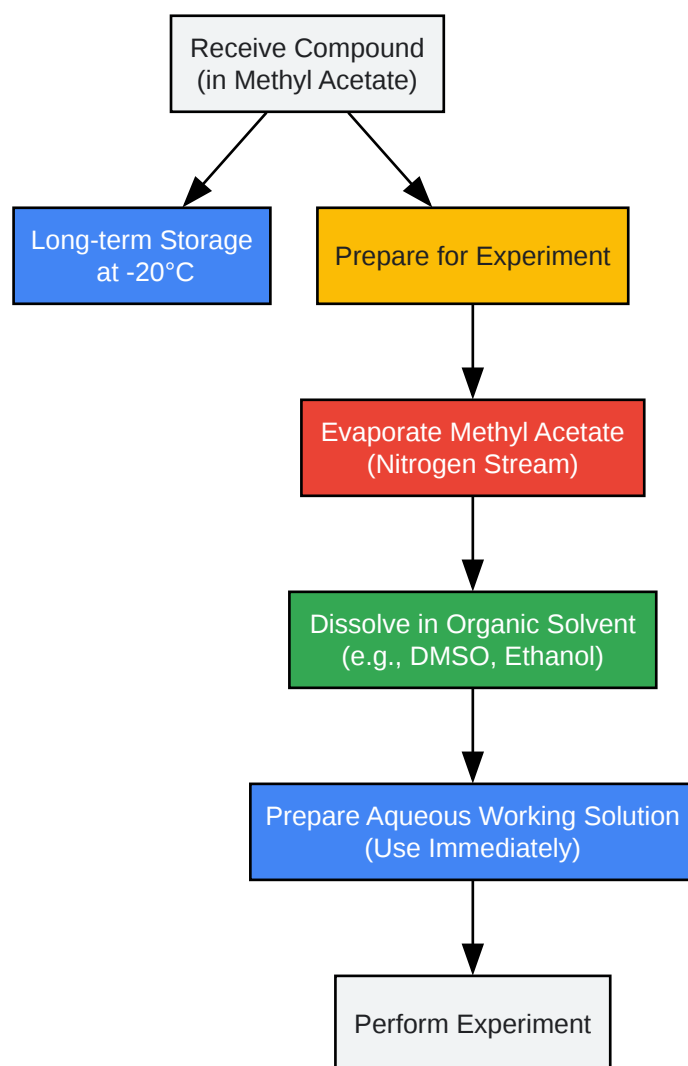 Receive Compound
(in Methyl Acetate)
Long-term Storage
at -20°C
Prepare for Experiment
Evaporate Methyl Acetate
(Nitrogen Stream)
Dissolve in Organic Solvent
(e.g., DMSO, Ethanol)
Prepare Aqueous Working Solution
(Use Immediately)
Perform Experiment